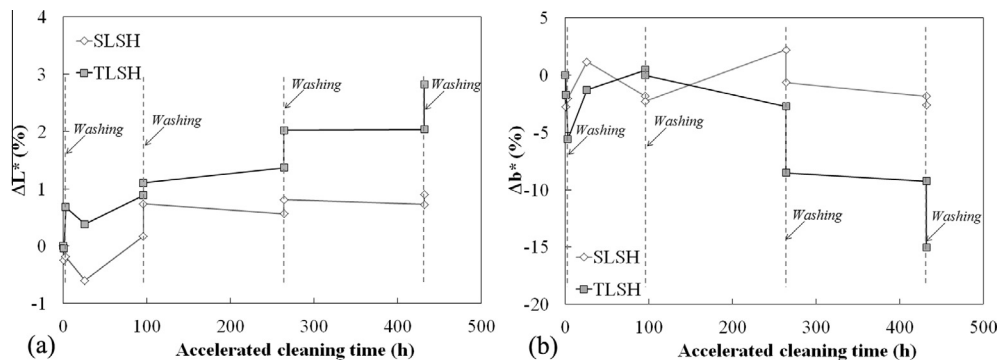 4
3
2
1
0
-1
ΔL* (%)
SLSH
TLSH
Washing
Washing
Washing
Washing
0
100
200
300
400
500
Accelerated cleaning time (h)
(a)
5
0
-5
-10
-15
-20
Δb* (%)
Washing
Washing
Washing
Washing
SLSH
TLSH
0
100
200
300
400
500
Accelerated cleaning time (h)
(b)